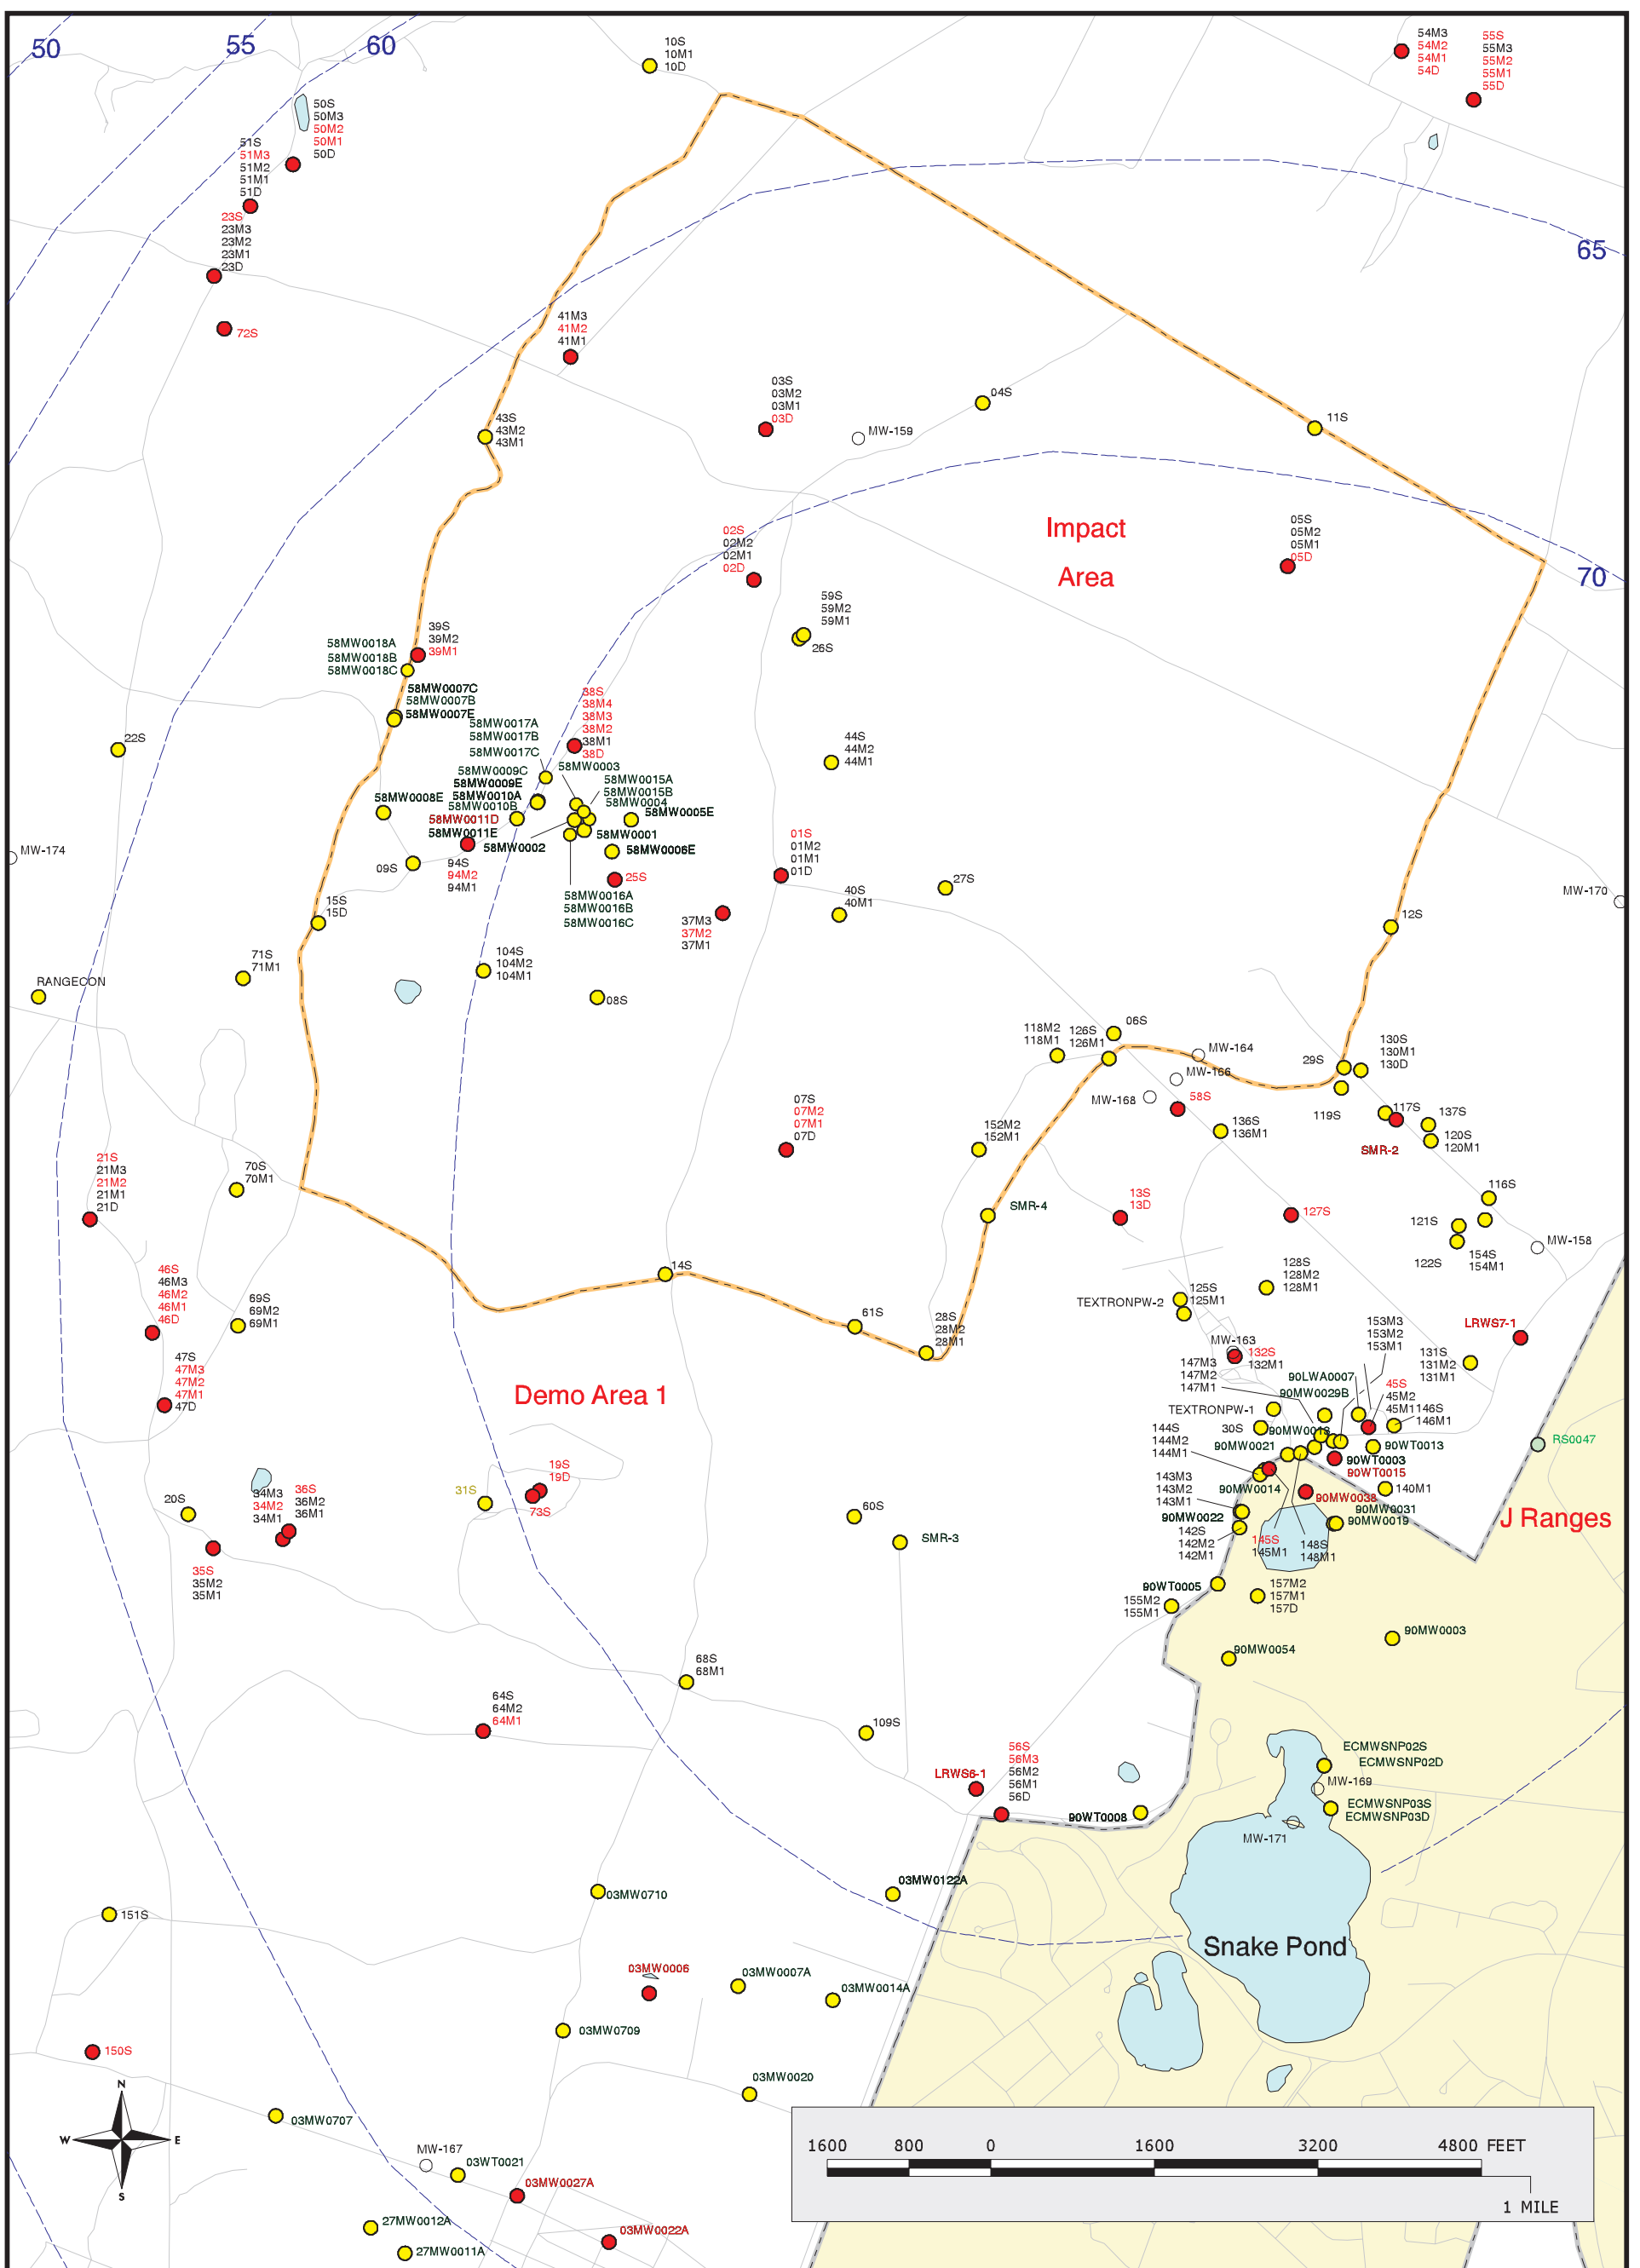 50
55
60
10S
10M1
10D
54M3
54M2
54M1
54D
55S
55M3
55M2
55M1
55D
50S
50M3
50M2
50M1
50D
51S
51M3
51M2
51M1
51D
23S
23M3
23M2
23M1
23D
65
72S
41M3
41M2
41M1
03S
03M2
03M1
03D
04S
MW-159
11S
43S
43M2
43M1
Impact
Area
02S
02M2
02M1
02D
05S
05M2
05M1
05D
70
59S
59M2
59M1
26S
39S
39M2
39M1
58MW0018A
58MW0018B
58MW0018C
58MW0007C
58MW0007B
58MW0007E
38S
38M4
38M3
38M2
38M1
38D
58MW0017A
58MW0017B
58MW0017C
22S
44S
44M2
44M1
58MW0003
58MW0009C
58MW0009E
58MW0010A
58MW0010B
58MW0011D
58MW0011E
58MW0015A
58MW0015B
58MW0004
58MW0005E
58MW0008E
58MW0002
58MW0001
58MW0006E
MW-174
09S
94S
94M2
94M1
25S
01S
01M2
01M1
01D
58MW0016A
58MW0016B
58MW0016C
37M3
37M2
37M1
40S
40M1
27S
MW-170
12S
15S
15D
71S
71M1
RANGECON
104S
104M2
104M1
08S
118M2
118M1
126S
126M1
06S
MW-164
MW-166
MW-168
58S
29S
130S
130M1
130D
119S
117S
SMR-2
137S
120S
120M1
136S
136M1
07S
07M2
07M1
07D
152M2
152M1
21S
21M3
21M2
21M1
21D
70S
70M1
SMR-4
13S
13D
127S
116S
121S
122S
154S
154M1
MW-158
14S
46S
46M3
46M2
46M1
46D
69S
69M2
69M1
128S
128M2
128M1
125S
125M1
TEXTRONPW-2
61S
28S
28M2
28M1
LRWS7-1
153M3
153M2
153M1
131S
131M2
131M1
MW-163
132S
132M1
47S
47M3
47M2
47M1
47D
147M3
147M2
147M1
90LWA0007
90MW0029B
45S
45M2
45M1
146S
146M1
Demo Area 1
TEXTRONPW-1
30S
90MW0013
144S
144M2
144M1
90MW0021
90WT0013
90WT0003
90WT0015
RS0047
19S
19D
73S
31S
20S
34M3
34M2
34M1
36S
36M2
36M1
143M3
143M2
143M1
90MW0014
90MW0038
140M1
90MW0031
90MW0019
90MW0022
J Ranges
60S
SMR-3
142S
142M2
142M1
145S
145M1
148S
148M1
35S
35M2
35M1
90WT0005
155M2
155M1
157M2
157M1
157D
90MW0003
90MW0054
68S
68M1
64S
64M2
64M1
109S
ECMWSNP02S
ECMWSNP02D
56S
56M3
56M2
56M1
56D
LRWS6-1
MW-169
90WT0008
ECMWSNP03S
ECMWSNP03D
MW-171
03MW0122A
03MW0710
151S
Snake Pond
03MW0006
03MW0007A
03MW0014A
03MW0709
150S
03MW0020
N
W
E
S
03MW0707
MW-167
03WT0021
03MW0027A
27MW0012A
03MW0022A
27MW0011A
1600 800 0 1600 3200 4800 FEET
1 MILE